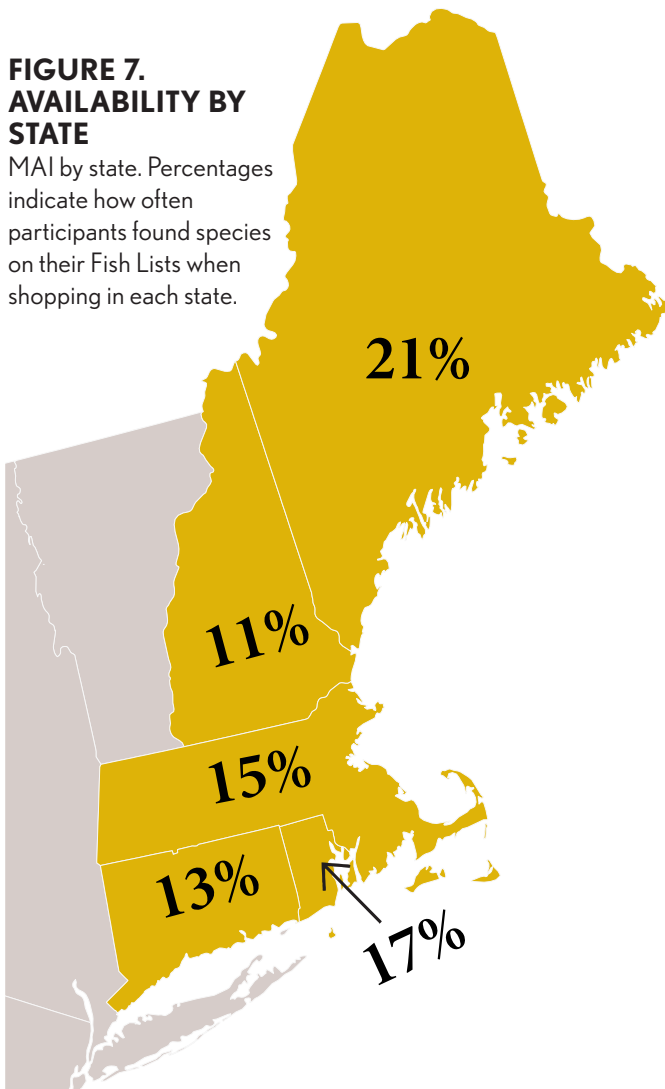 FIGURE 7.
AVAILABILITY BY
STATE
MAI by state. Percentages
indicate how often
participants found species
on their Fish Lists when
shopping in each state.
21%
11%
15%
13%
17%